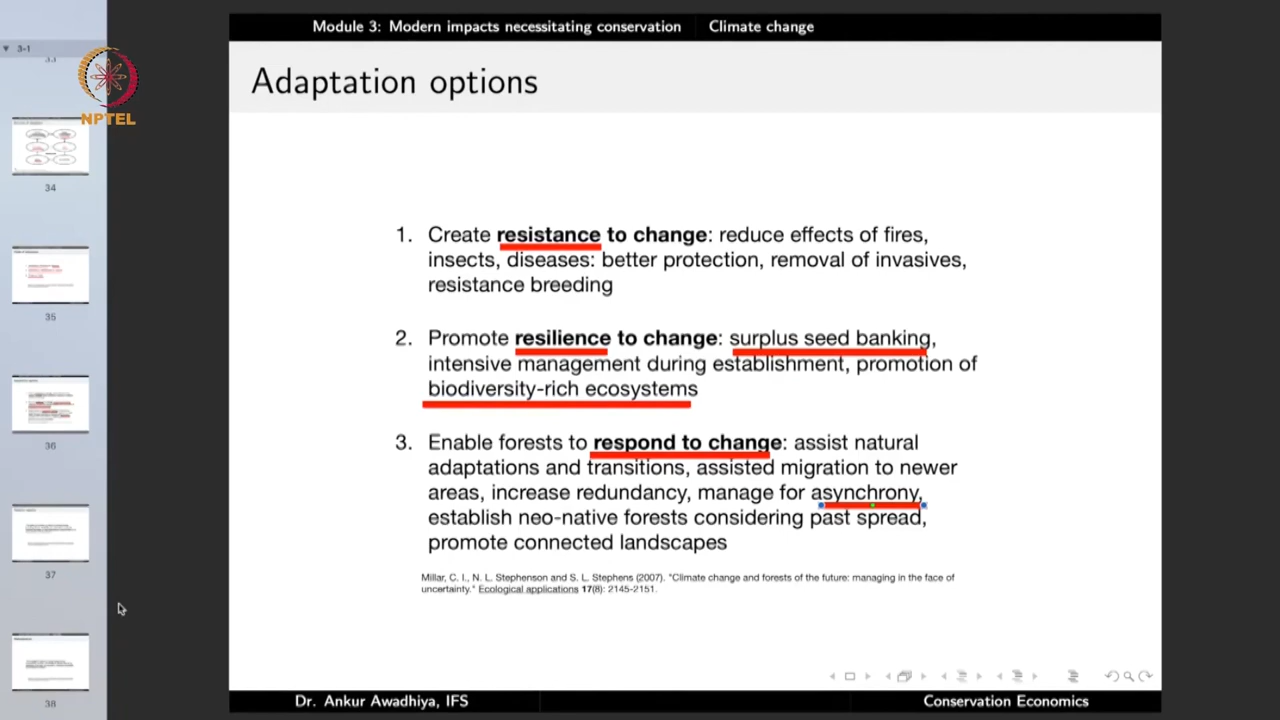 Module 3: Modern impacts necessitating conservation Climate change
3-1
NPTEL
Adaptation options
34
35
36
37
38
1. Create resistance to change: reduce effects of fires,
insects, diseases: better protection, removal of invasives,
resistance breeding
2. Promote resilience to change: surplus seed banking,
intensive management during establishment, promotion of
biodiversity-rich ecosystems
3. Enable forests to respond to change: assist natural
adaptations and transitions, assisted migration to newer
areas, increase redundancy, manage for asynchrony,
establish neo-native forests considering past spread,
promote connected landscapes
Millar, C. I., N. L. Stephenson and S. L. Stephens (2007). "Climate change and forests of the future: managing in the face of
uncertainty." Ecological applications 17(8): 2145-2151.
Dr. Ankur Awadhiya, IFS Conservation Economics